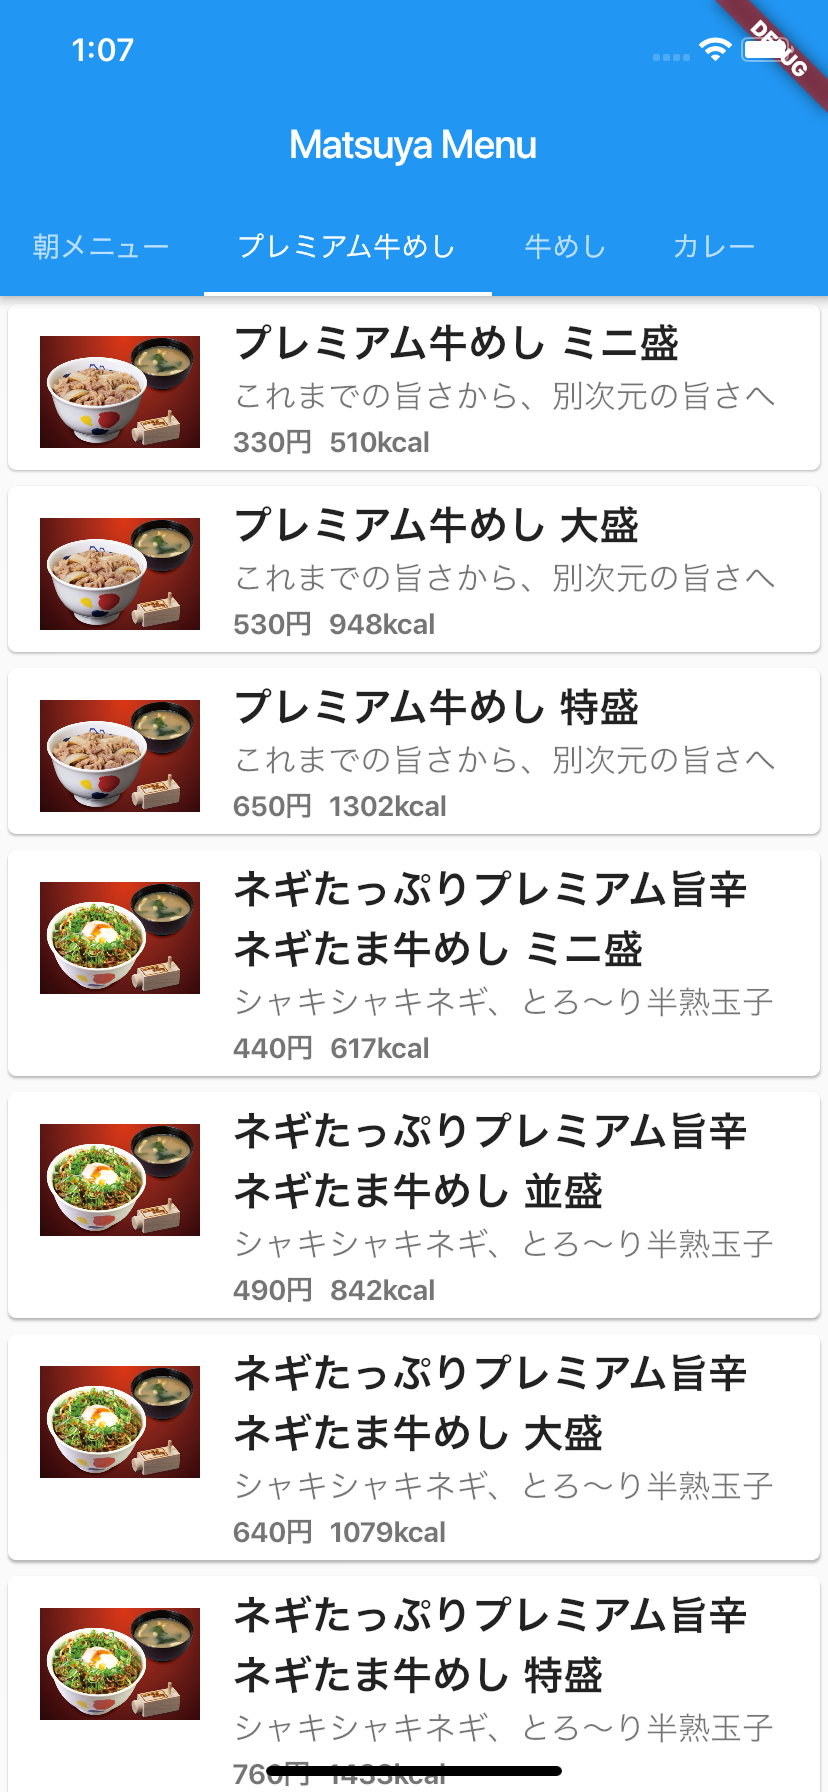 1:07
DEBUG
Matsuya Menu
朝メニュー プレミアム牛めし 牛めし カレー
プレミアム牛めし ミニ盛
これまでの旨さから、別次元の旨さへ
330円 510kcal
プレミアム牛めし 大盛
これまでの旨さから、別次元の旨さへ
530円 948kcal
プレミアム牛めし 特盛
これまでの旨さから、別次元の旨さへ
650円 1302kcal
ネギたっぷりプレミアム旨辛
ネギたま牛めし ミニ盛
シャキシャキネギ、とろ〜り半熟玉子
440円 617kcal
ネギたっぷりプレミアム旨辛
ネギたま牛めし 並盛
シャキシャキネギ、とろ〜り半熟玉子
490円 842kcal
ネギたっぷりプレミアム旨辛
ネギたま牛めし 大盛
シャキシャキネギ、とろ〜り半熟玉子
640円 1079kcal
ネギたっぷりプレミアム旨辛
ネギたま牛めし 特盛
シャキシャキネギ、とろ〜り半熟玉子
760円 1433kcal